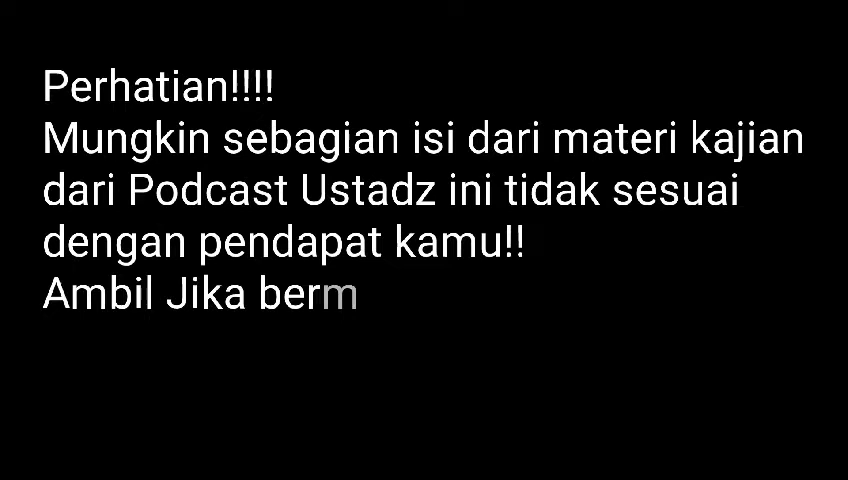 Perhatian!!!!
Mungkin sebagian isi dari materi kajian
dari Podcast Ustadz ini tidak sesuai
dengan pendapat kamu!!
Ambil Jika berm